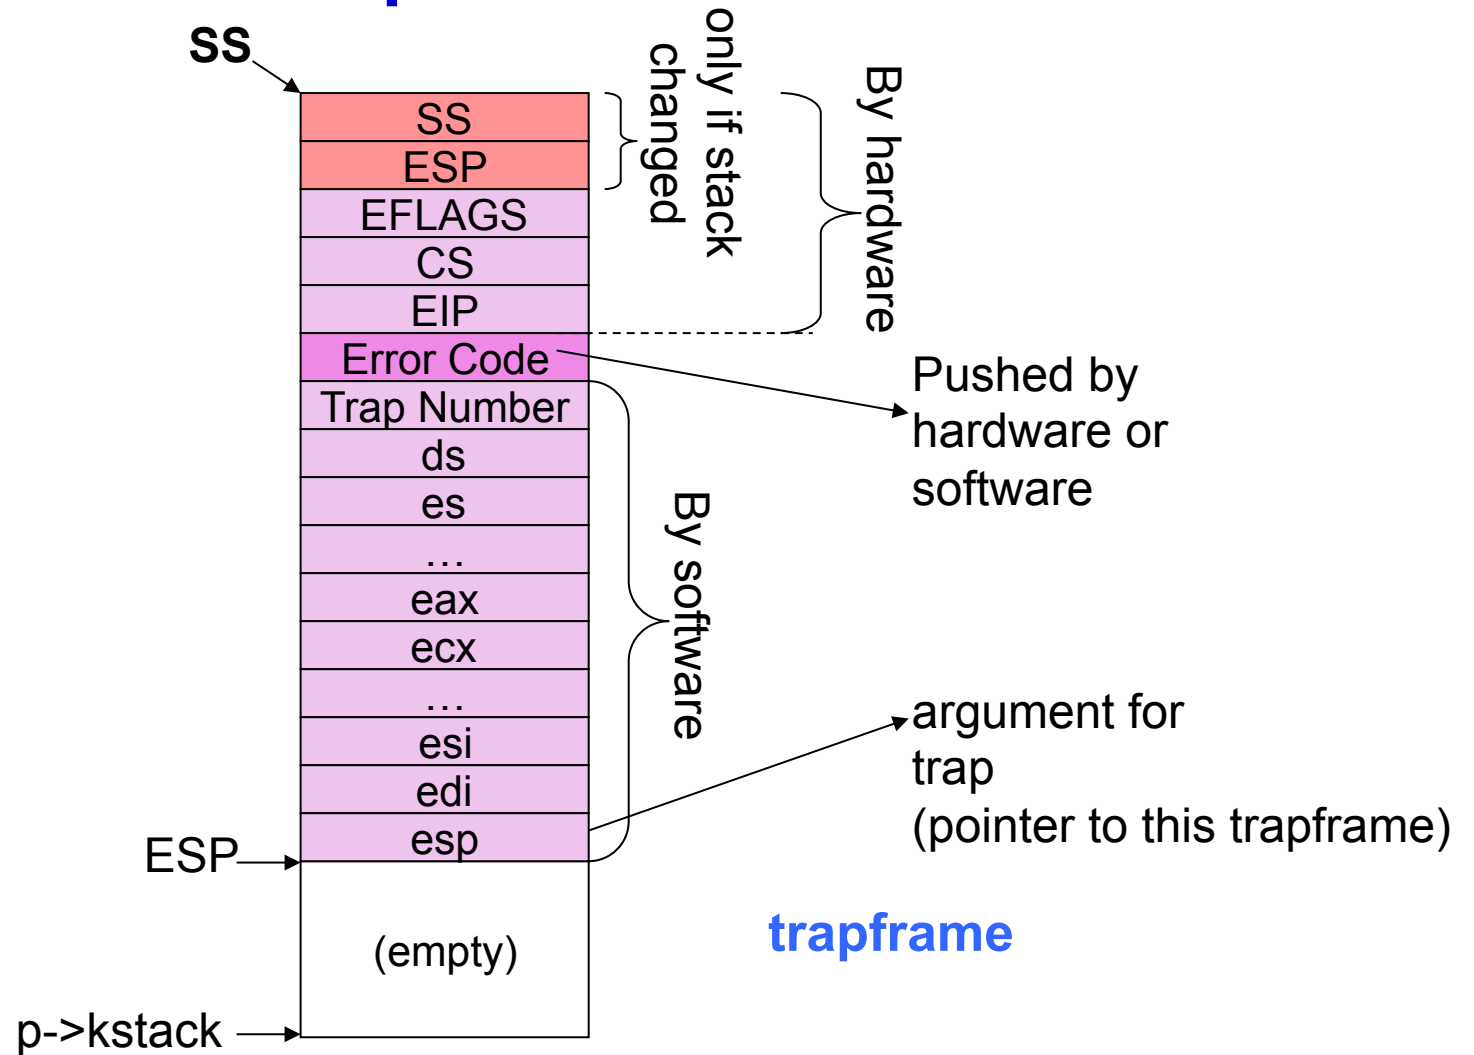 SS
only if stack
changed
By hardware
SS
ESP
EFLAGS
CS
EIP
Error Code
Pushed by
hardware or
software
Trap Number
ds
es
...
eax
ecx
...
esi
edi
esp
By software
argument for
trap
(pointer to this trapframe)
ESP
(empty)
trapframe
p->kstack